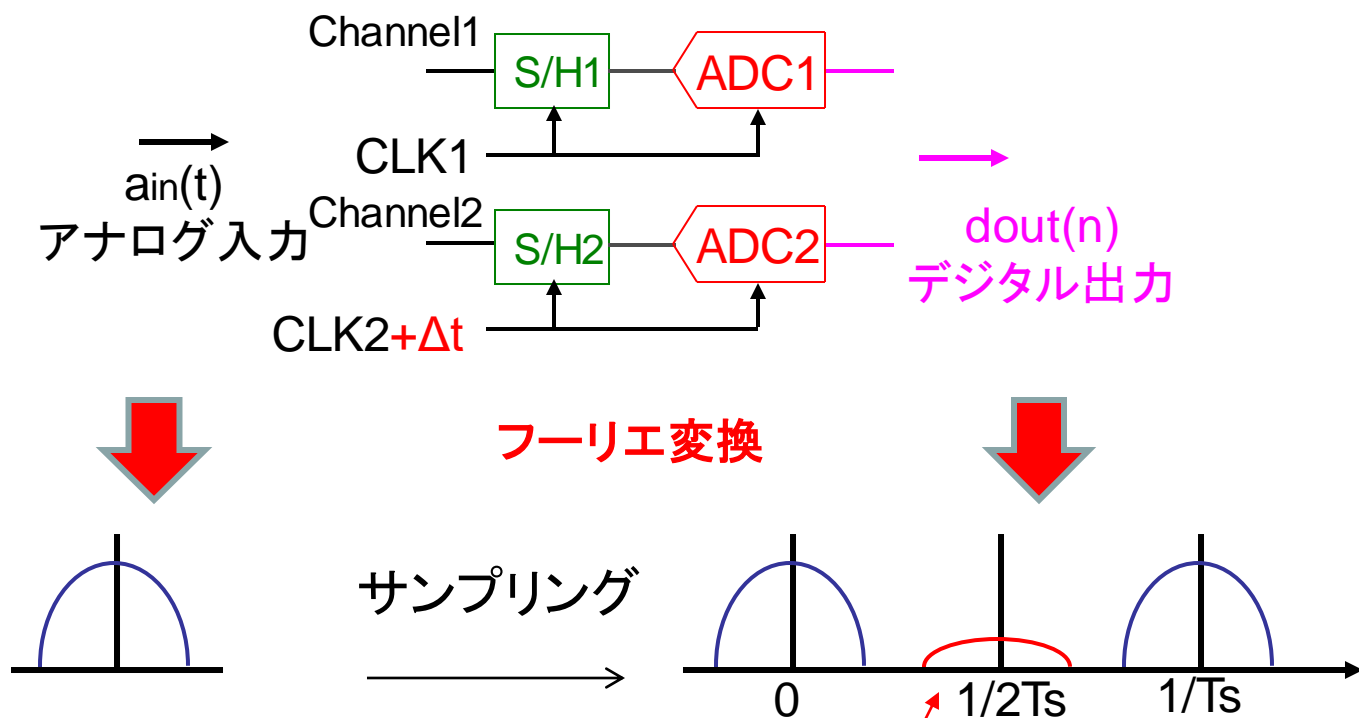 Channel1
S/H1
ADC1
CLK1
ain(t)
アナログ入力
Channel2
S/H2
ADC2
dout(n)
デジタル出力
CLK2+Δt
フーリエ変換
サンプリング
0
1/2Ts
1/Ts